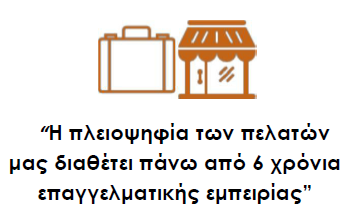 “Η πλειοψηφία των πελατών
μας διαθέτει πάνω από 6 χρόνια
επαγγελματικής εμπειρίας”